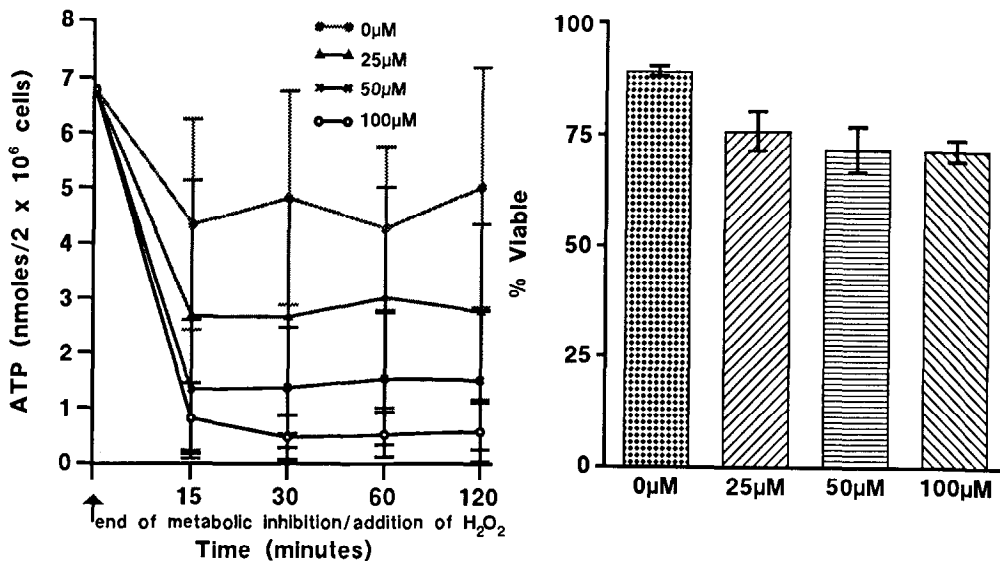 8
7
6
5
4
3
2
1
0
ATP (nmoles/2 x 10⁶ cells)
0µM
25µM
50µM
100µM
15 30 60 120
end of metabolic inhibition/addition of H₂O₂
Time (minutes)
100
75
50
25
0
% Viable
0µM 25µM 50µM 100µM